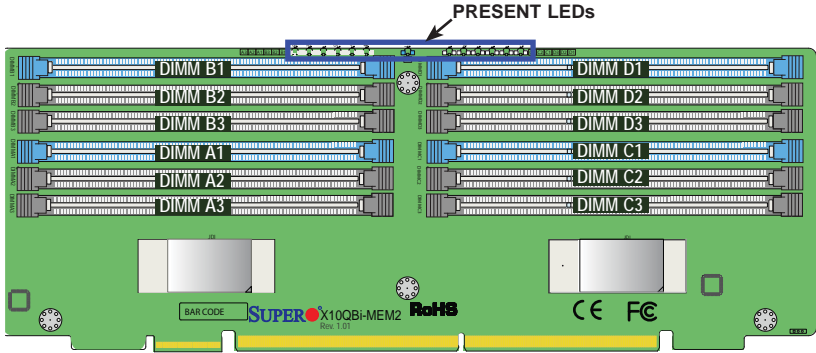 PRESENT LEDs
DIMM B1
DIMM D1
DIMM B2
DIMM D2
DIMM B3
DIMM D3
DIMM A1
DIMM C1
DIMM A2
DIMM C2
DIMM A3
DIMM C3
BAR CODE
SUPER
X10QBi-MEM2
Rev. 1.01
RoHS
CE FC